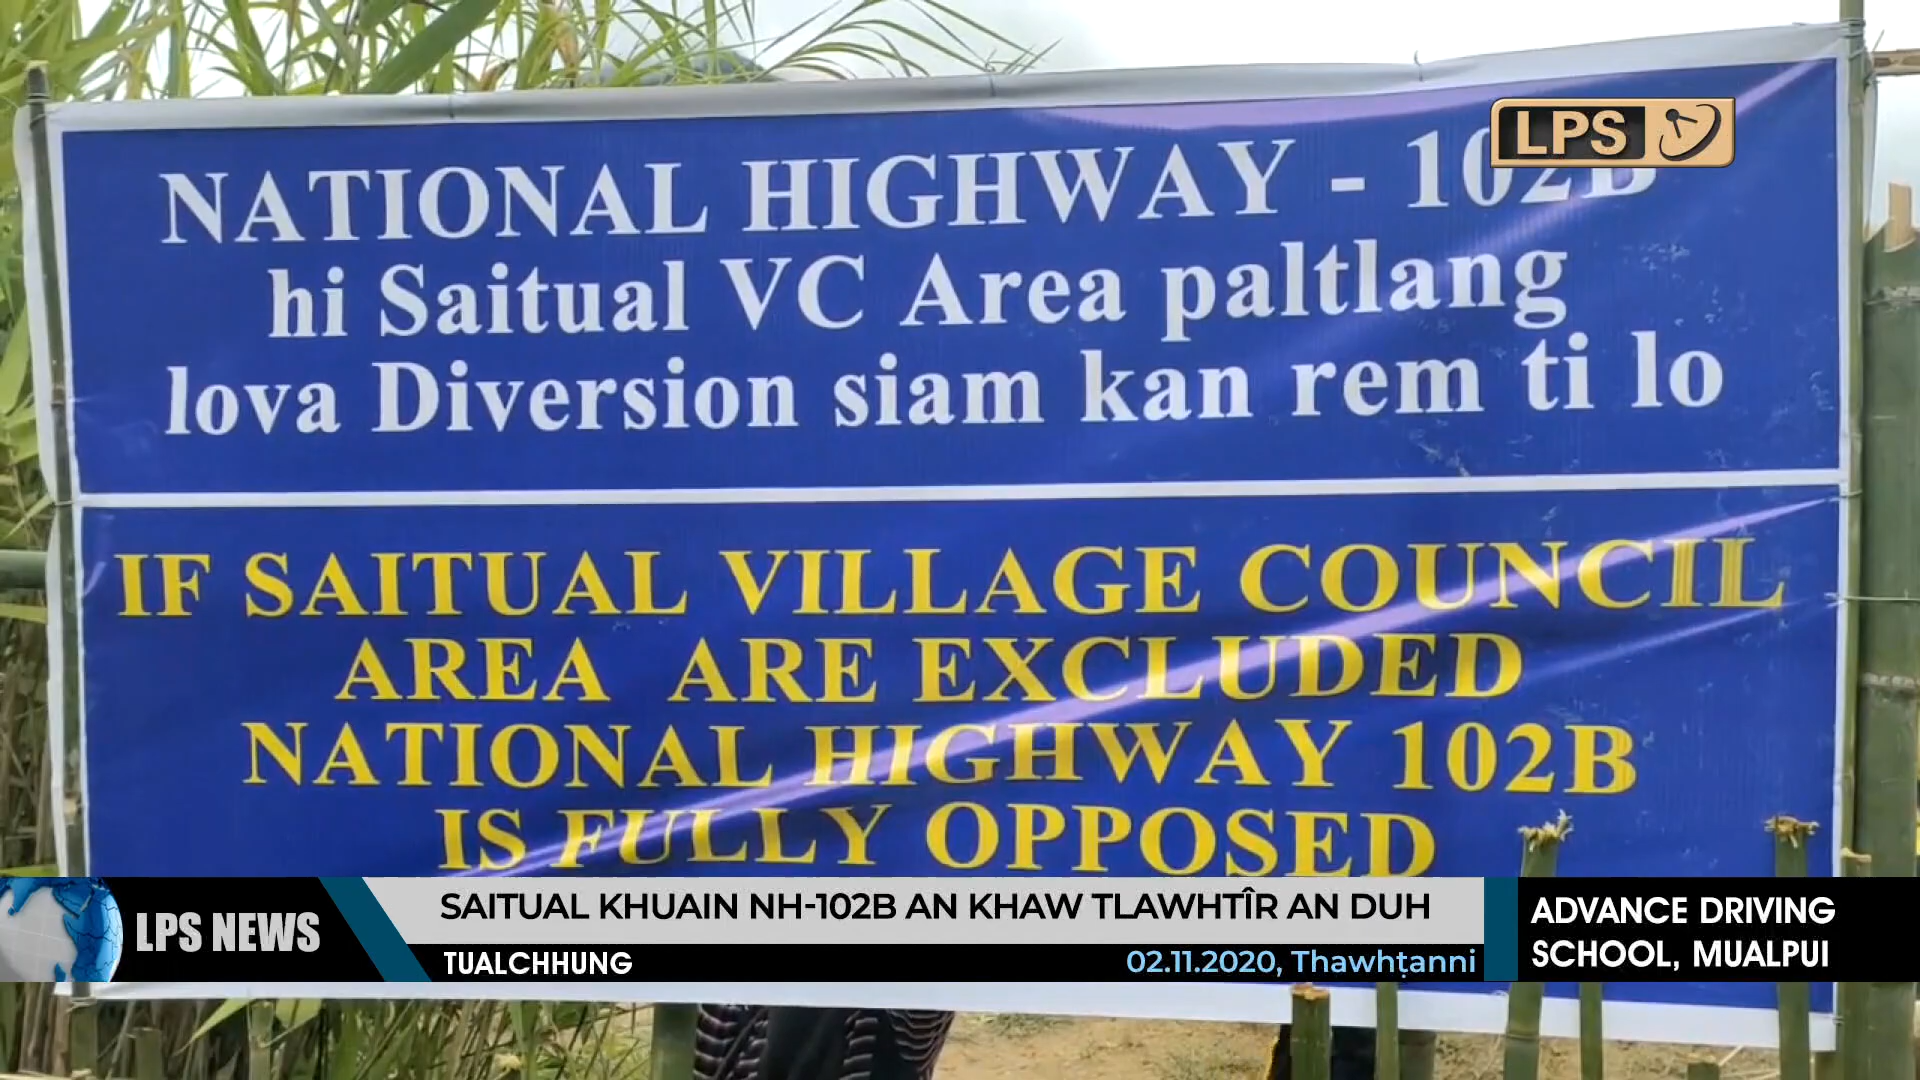 LPS
NATIONAL HIGHWAY - 102B
hi Saitual VC Area paltlang
lova Diversion siam kan rem ti lo
IF SAITUAL VILLAGE COUNCIL
AREA ARE EXCLUDED
NATIONAL HIGHWAY 102B
IS FULLY OPPOSED
LPS NEWS
SAITUAL KHUAIN NH-102B AN KHAW TLAWHTÎR AN DUH
TUALCHHUNG
02.11.2020, Thawhṭanni
ADVANCE DRIVING
SCHOOL, MUALPUI